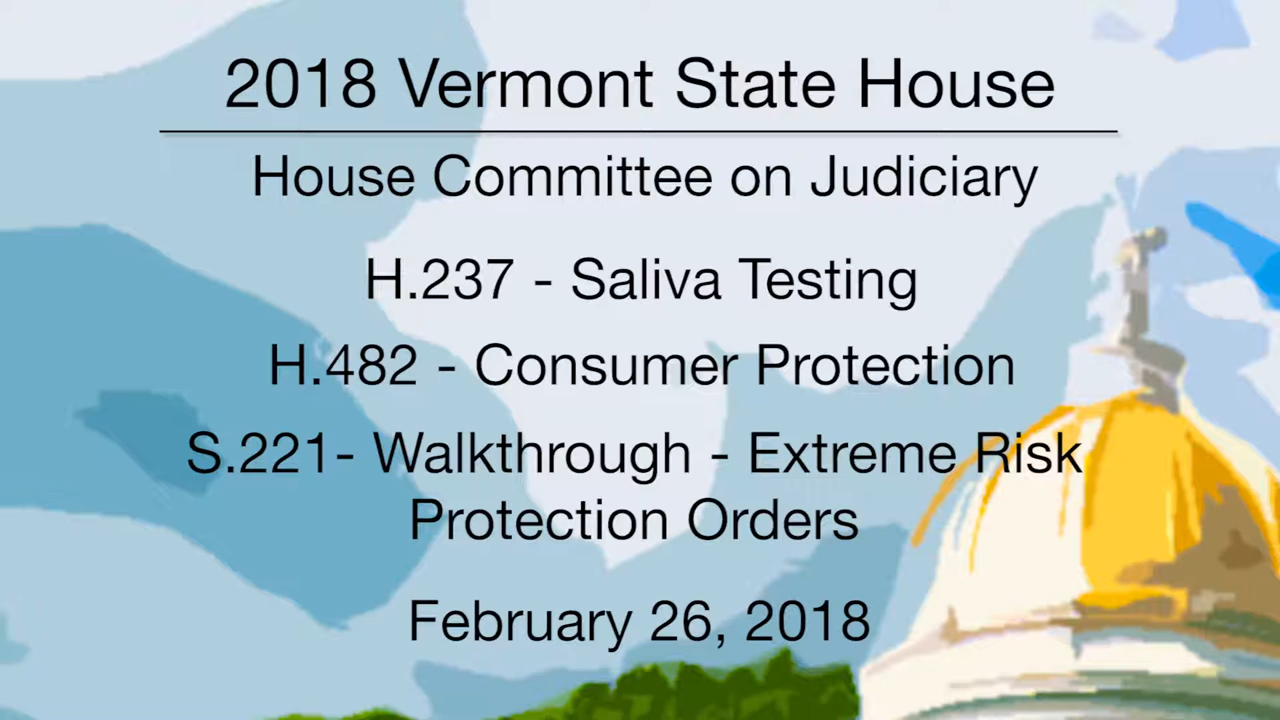 2018 Vermont State House
House Committee on Judiciary
H.237 - Saliva Testing
H.482 - Consumer Protection
S.221- Walkthrough - Extreme Risk
Protection Orders
February 26, 2018